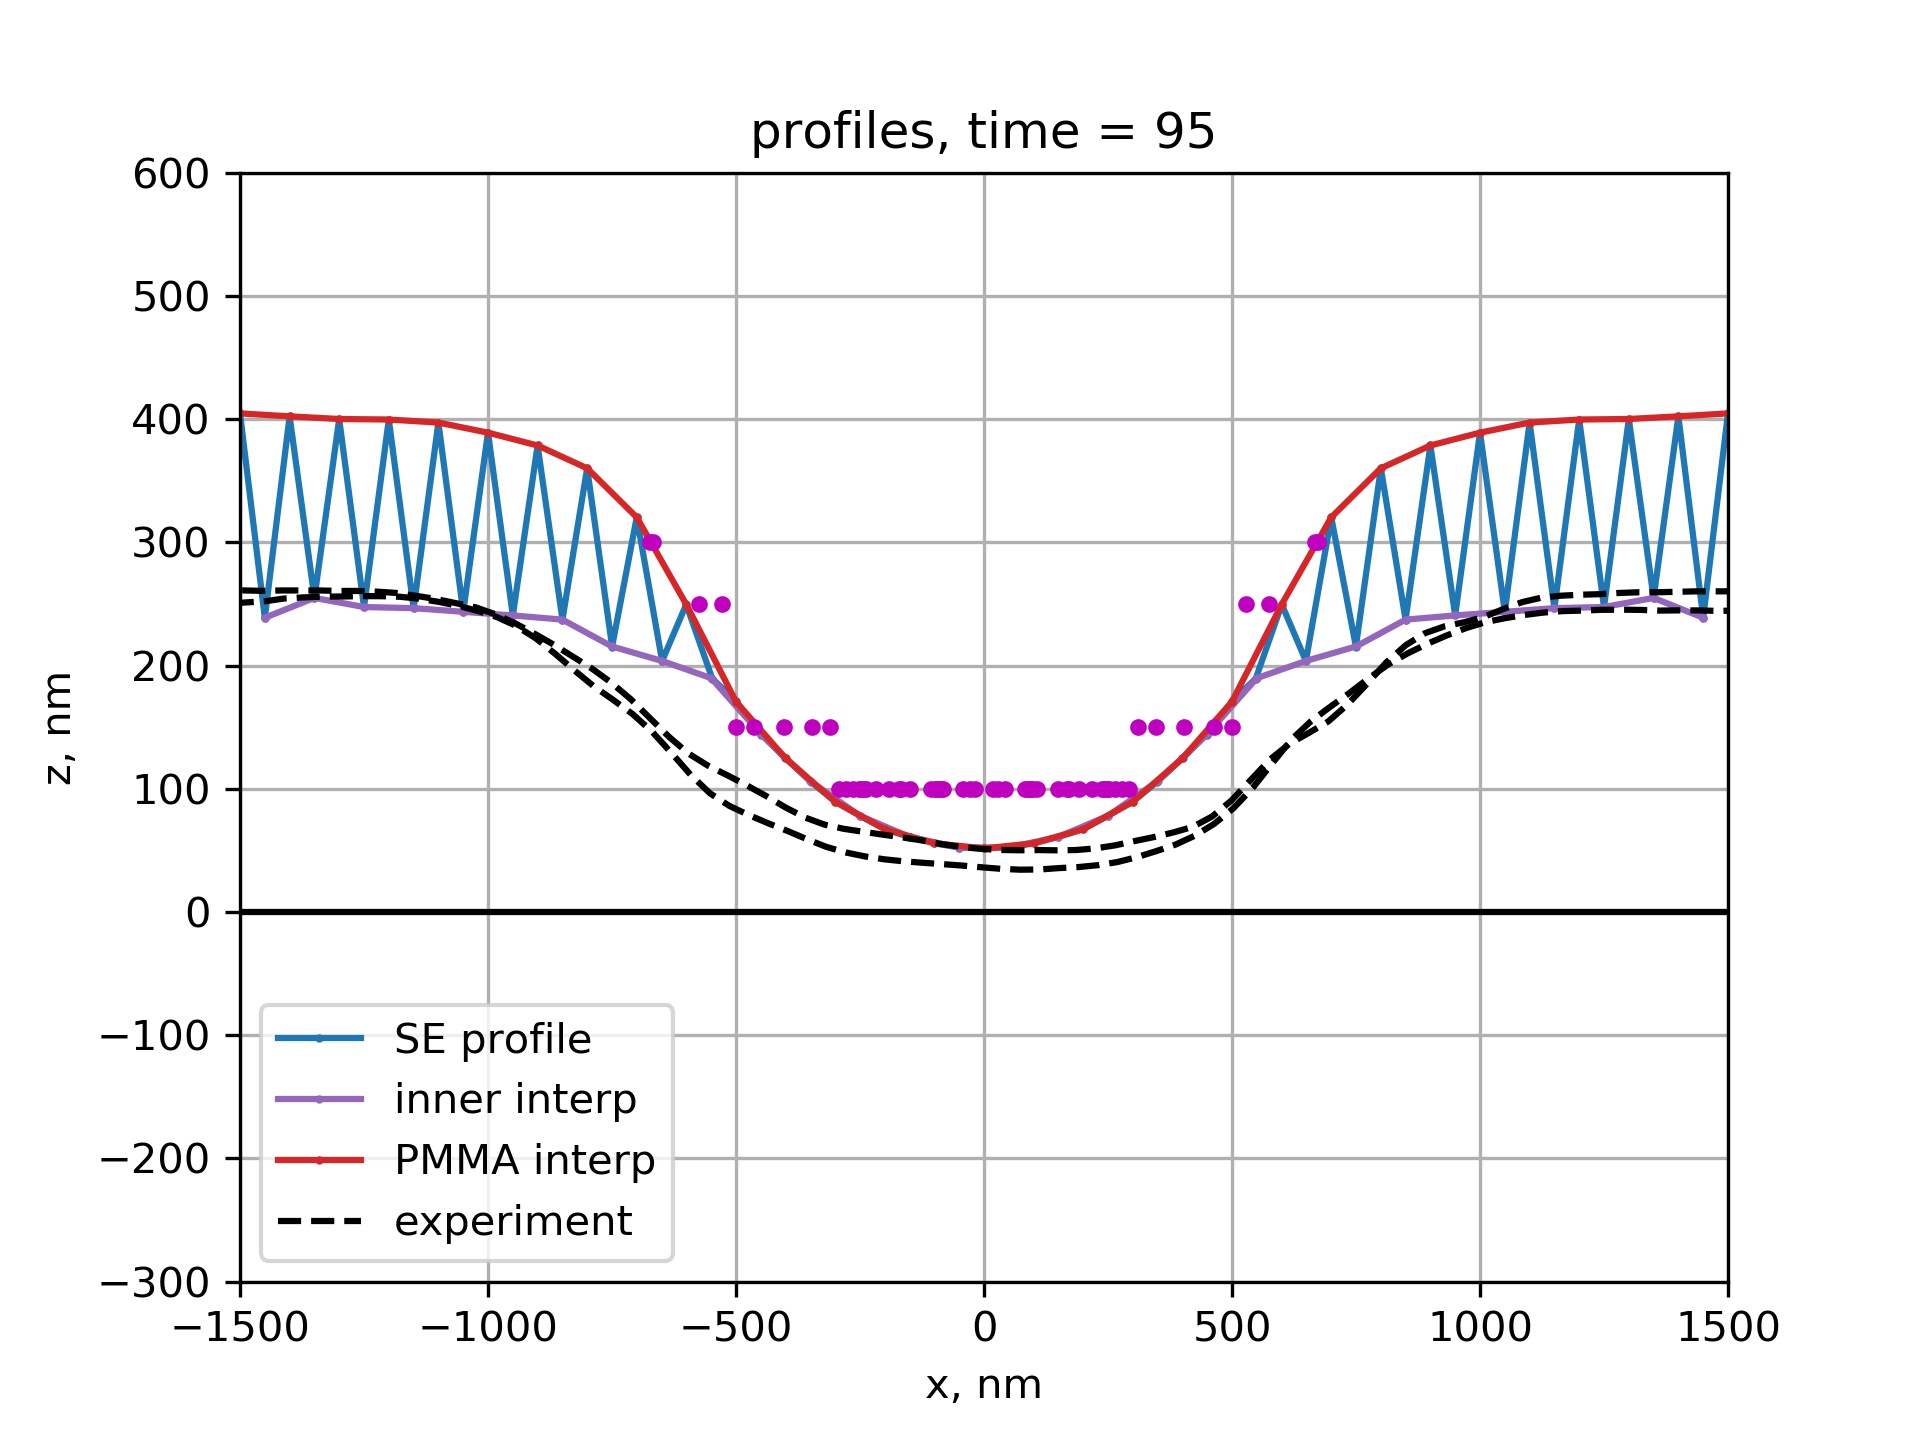 profiles, time = 95
600
500
400
300
200
100
0
−100
−200
−300
z, nm
−1500 −1000 −500 0 500 1000 1500
x, nm
SE profile
inner interp
PMMA interp
experiment